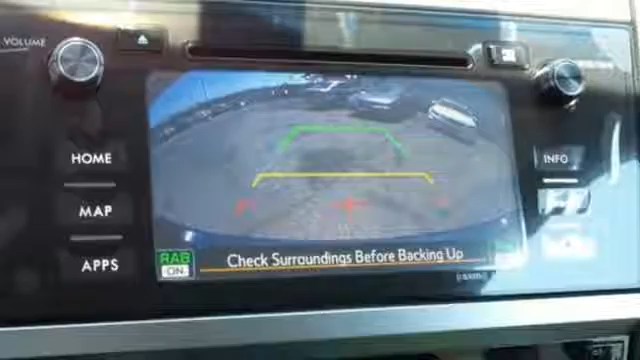 VOLUME
HOME
INFO
MAP
APPS
RAB
ON
Check Surroundings Before Backing Up